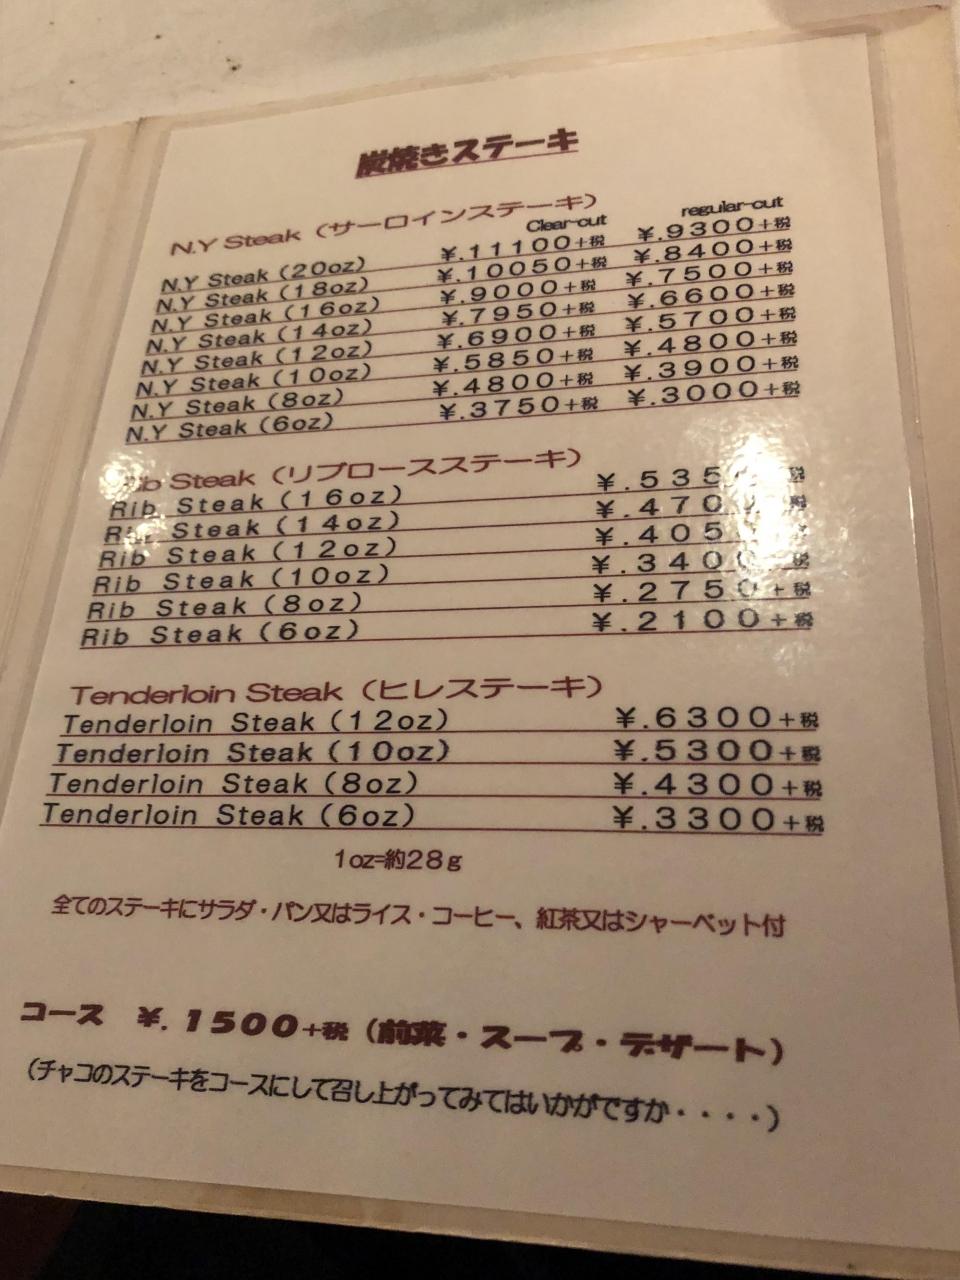 炭焼きステーキ
N.Y Steak（サーロインステーキ）
Clear-cut regular-cut
N.Y Steak（20oz） ￥.11100+税 ￥.9300+税
N.Y Steak（18oz） ￥.10050+税 ￥.8400+税
N.Y Steak（16oz） ￥.9000+税 ￥.7500+税
N.Y Steak（14oz） ￥.7950+税 ￥.6600+税
N.Y Steak（12oz） ￥.6900+税 ￥.5700+税
N.Y Steak（10oz） ￥.5850+税 ￥.4800+税
N.Y Steak（8oz） ￥.4800+税 ￥.3900+税
N.Y Steak（6oz） ￥.3750+税 ￥.3000+税
Rib Steak（リブロースステーキ）
Rib Steak（16oz） 税
Rib Steak（14oz） 税
Rib Steak（12oz）
Rib Steak（10oz） ￥.3400 税
Rib Steak（8oz） ￥.2750+税
Rib Steak（6oz） ￥.2100+税
Tenderloin Steak（ヒレステーキ）
Tenderloin Steak（12oz） ￥.6300+税
Tenderloin Steak（10oz） ￥.5300+税
Tenderloin Steak（8oz） ￥.4300+税
Tenderloin Steak（6oz） ￥.3300+税
1oz=約28g
全てのステーキにサラダ・パン又はライス・コーヒー、紅茶又はシャーベット付
コース ￥.1500+税（前菜・スープ・デザート）
（チャコのステーキをコースにして召し上がってみてはいかがですか・・・・）